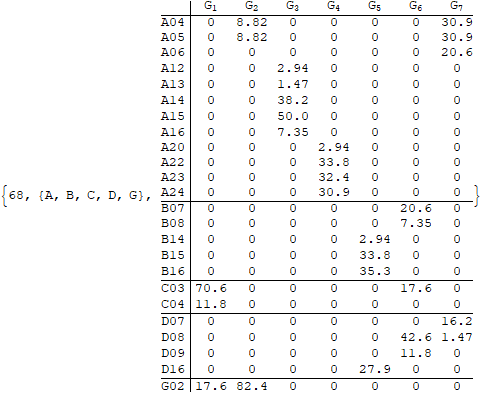 G₁ G₂ G₃ G₄ G₅ G₆ G₇
A04 0 8.82 0 0 0 0 30.9
A05 0 8.82 0 0 0 0 30.9
A06 0 0 0 0 0 0 20.6
A12 0 0 2.94 0 0 0 0
A13 0 0 1.47 0 0 0 0
A14 0 0 38.2 0 0 0 0
A15 0 0 50.0 0 0 0 0
A16 0 0 7.35 0 0 0 0
A20 0 0 0 2.94 0 0 0
A22 0 0 0 33.8 0 0 0
A23 0 0 0 32.4 0 0 0
{68, {A, B, C, D, G}, A24 0 0 0 30.9 0 0 0 }
B07 0 0 0 0 0 20.6 0
B08 0 0 0 0 0 7.35 0
B14 0 0 0 0 2.94 0 0
B15 0 0 0 0 33.8 0 0
B16 0 0 0 0 35.3 0 0
C03 70.6 0 0 0 0 17.6 0
C04 11.8 0 0 0 0 0 0
D07 0 0 0 0 0 0 16.2
D08 0 0 0 0 0 42.6 1.47
D09 0 0 0 0 0 11.8 0
D16 0 0 0 0 27.9 0 0
G02 17.6 82.4 0 0 0 0 0